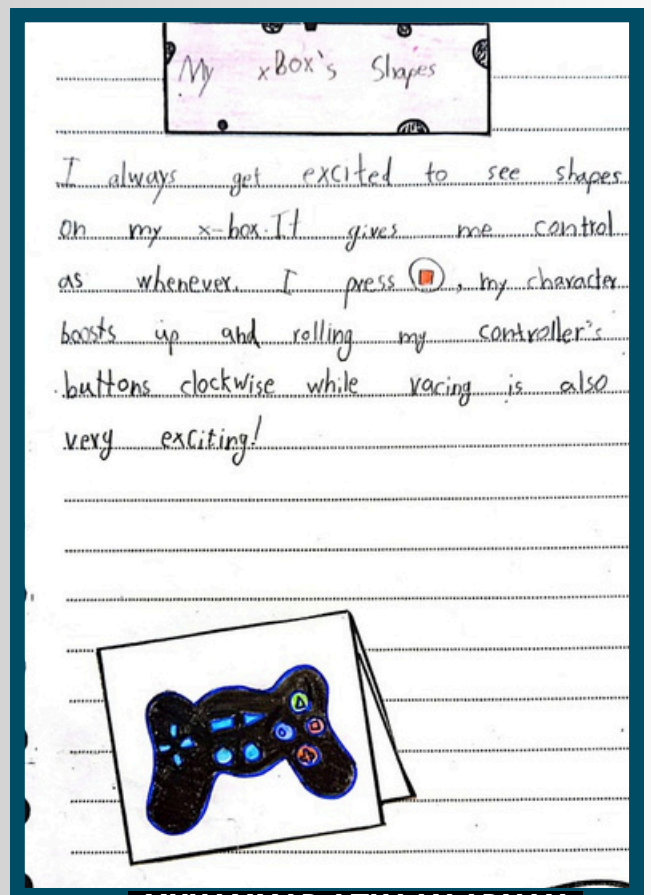 My xBox's Shapes
I always get excited to see shapes
on my x-box. It gives me control
as whenever. I press , my character
boosts up and rolling my controller's
buttons clockwise while racing is also
very exciting!